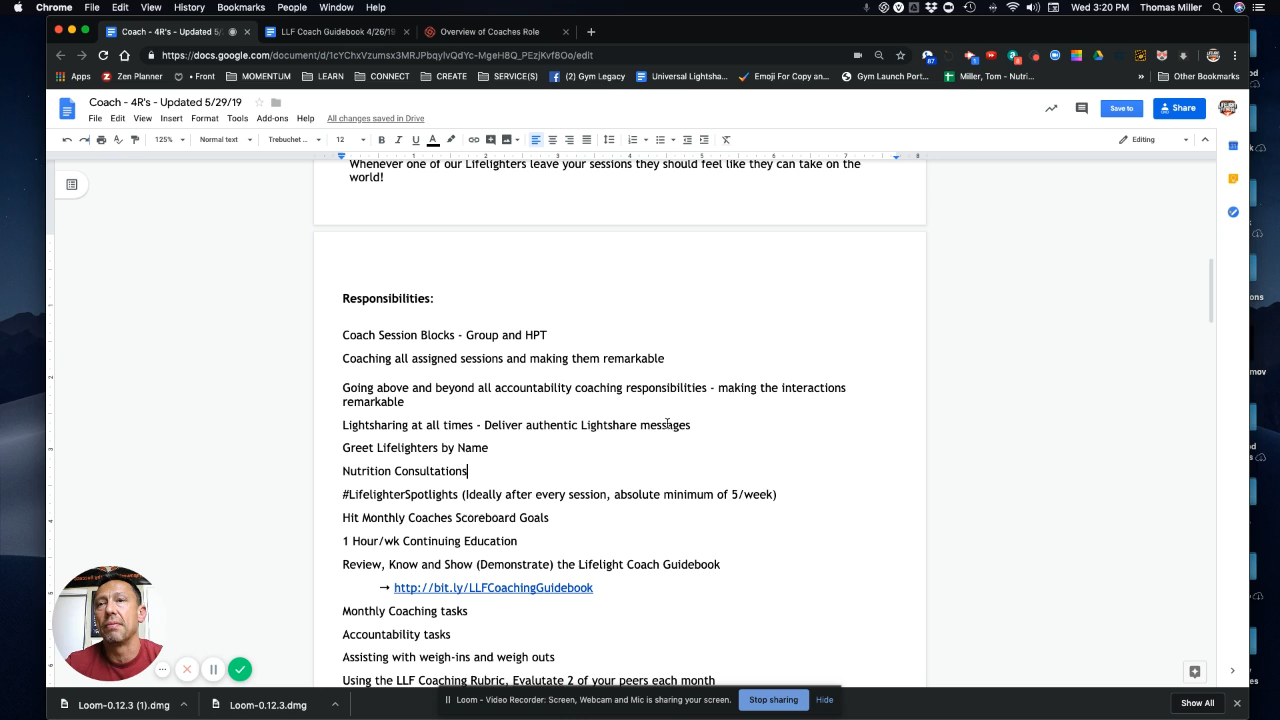 Chrome File Edit View History Bookmarks People Window Help
Wed 3:20 PM Thomas Miller
Coach - 4R's - Updated 5/
LLF Coach Guidebook 4/26/19
Overview of Coaches Role
https://docs.google.com/document/d/1cYChxVzumsx3MRJPbqyIvQdYc-MgeH8Q_PEzjKvf8Oo/edit
87
Apps Zen Planner • Front MOMENTUM LEARN CONNECT CREATE SERVICE(S) (2) Gym Legacy Universal Lightsha... Emoji For Copy an... Gym Launch Port... Miller, Tom - Nutri... » Other Bookmarks
Coach - 4R's - Updated 5/29/19
File Edit View Insert Format Tools Add-ons Help All changes saved in Drive
Save to
Share
125% Normal text Trebuchet ... 12 B I U A Editing
1 2 3 4 5 6 7 8
Whenever one of our Lifelighters leave your sessions they should feel like they can take on the
world!
Responsibilities:
Coach Session Blocks - Group and HPT
Coaching all assigned sessions and making them remarkable
Going above and beyond all accountability coaching responsibilities - making the interactions
remarkable
Lightsharing at all times - Deliver authentic Lightshare messages
Greet Lifelighters by Name
Nutrition Consultations
#LifelighterSpotlights (Ideally after every session, absolute minimum of 5/week)
Hit Monthly Coaches Scoreboard Goals
1 Hour/wk Continuing Education
Review, Know and Show (Demonstrate) the Lifelight Coach Guidebook
→ http://bit.ly/LLFCoachingGuidebook
Monthly Coaching tasks
Accountability tasks
Assisting with weigh-ins and weigh outs
Using the LLF Coaching Rubric, Evalutate 2 of your peers each month
Loom-0.12.3 (1).dmg
Loom-0.12.3.dmg
Loom - Video Recorder: Screen, Webcam and Mic is sharing your screen.
Stop sharing
Hide
Show All